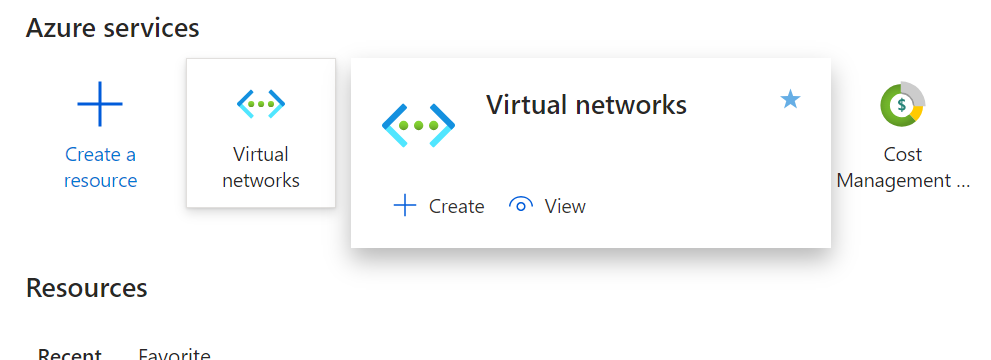 Azure services
Create a
resource
Virtual
networks
Virtual networks
Create
View
Cost
Management ...
$
Resources
Recent
Favorite